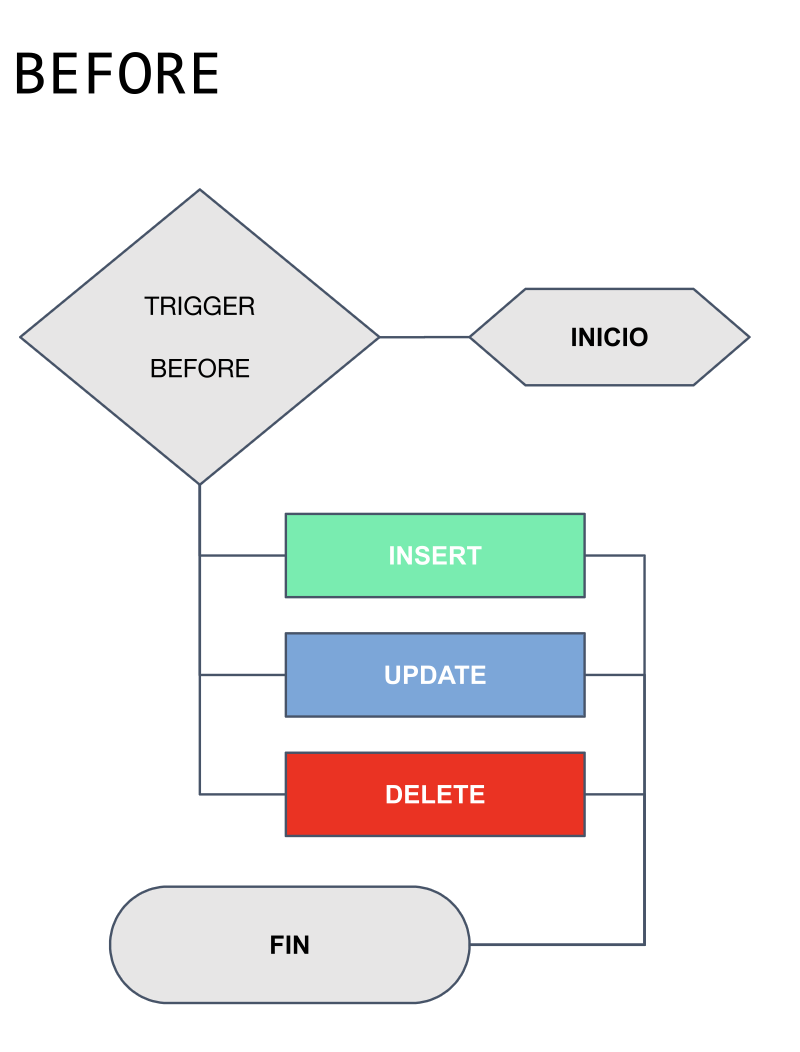 BEFORE
TRIGGER
BEFORE
INICIO
INSERT
UPDATE
DELETE
FIN